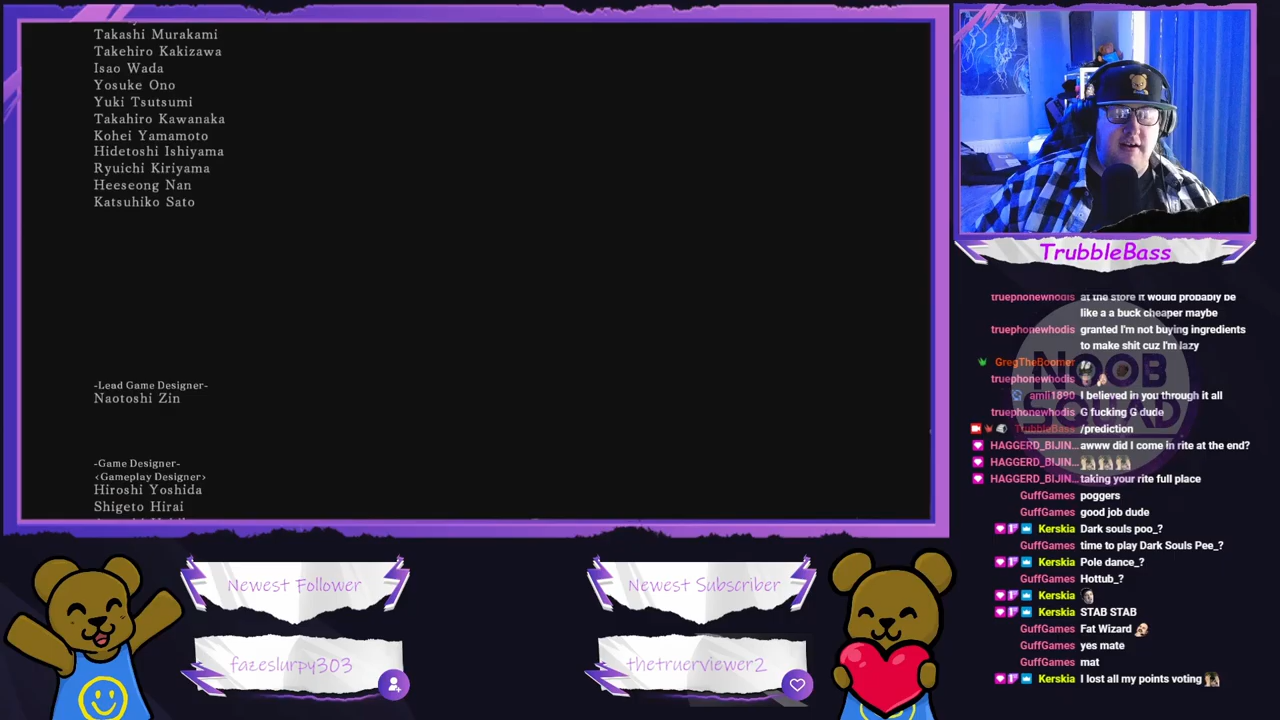 Takashi Murakami
Takehiro Kakizawa
Isao Wada
Yosuke Ono
Yuki Tsutsumi
Takahiro Kawanaka
Kohei Yamamoto
Hidetoshi Ishiyama
Ryuichi Kiriyama
Heeseong Nan
Katsuhiko Sato
-Lead Game Designer-
Naotoshi Zin
-Game Designer-
<Gameplay Designer>
Hiroshi Yoshida
Shigeto Hirai
TrubbleBass
truephonewhodis at the store it would probably be
like a a buck cheaper maybe
truephonewhodis granted I'm not buying ingredients
to make shit cuz I'm lazy
GregTheBoomer
truephonewhodis
amli1890 I believed in you through it all
truephonewhodis G fucking G dude
TrubbleBass /prediction
HAGGERD_BIJIN... awww did I come in rite at the end?
HAGGERD_BIJIN...
HAGGERD_BIJIN... taking your rite full place
GuffGames poggers
GuffGames good job dude
Kerskia Dark souls poo_?
GuffGames time to play Dark Souls Pee_?
Kerskia Pole dance_?
GuffGames Hottub_?
Kerskia
Kerskia STAB STAB
GuffGames Fat Wizard
GuffGames yes mate
GuffGames mat
Kerskia I lost all my points voting
NOOB
SQUAD
Newest Follower
fazeslurpy303
Newest Subscriber
thetruerviewer2